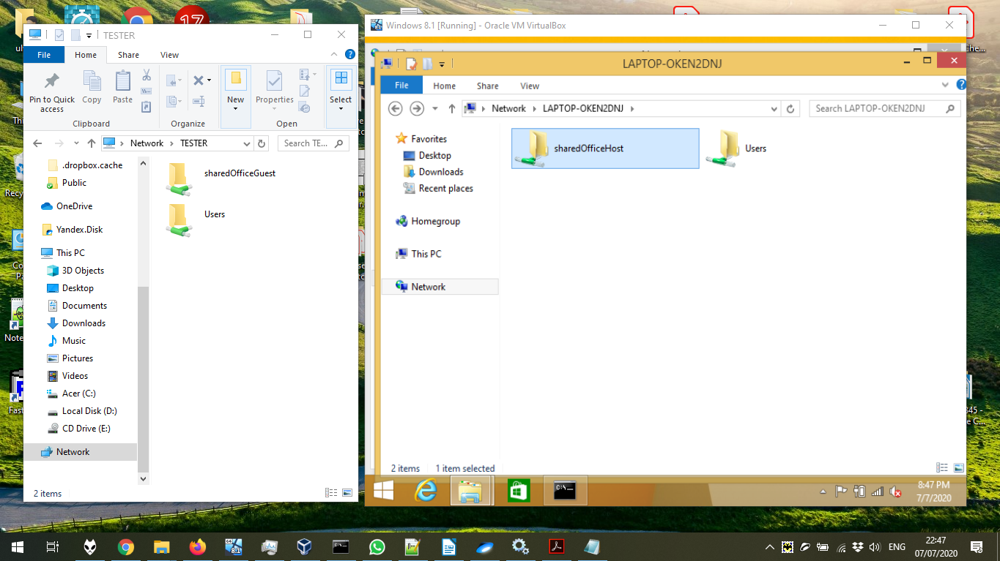 17
TESTER
File
Home
Share
View
Pin to Quick access
Copy
Paste
New
Properties
Select
Clipboard
Organize
Open
Network
TESTER
Search TE...
.dropbox.cache
Public
OneDrive
Yandex.Disk
This PC
3D Objects
Desktop
Documents
Downloads
Music
Pictures
Videos
Acer (C:)
Local Disk (D:)
CD Drive (E:)
Network
sharedOfficeGuest
Users
2 items
Windows 8.1 [Running] - Oracle VM VirtualBox
LAPTOP-OKEN2DNJ
File
Home
Share
View
Network
LAPTOP-OKEN2DNJ
Search LAPTOP-OKEN2DNJ
Favorites
Desktop
Downloads
Recent places
Homegroup
This PC
Network
sharedOfficeHost
Users
2 items
1 item selected
8:47 PM
7/7/2020
ENG
22:47
07/07/2020